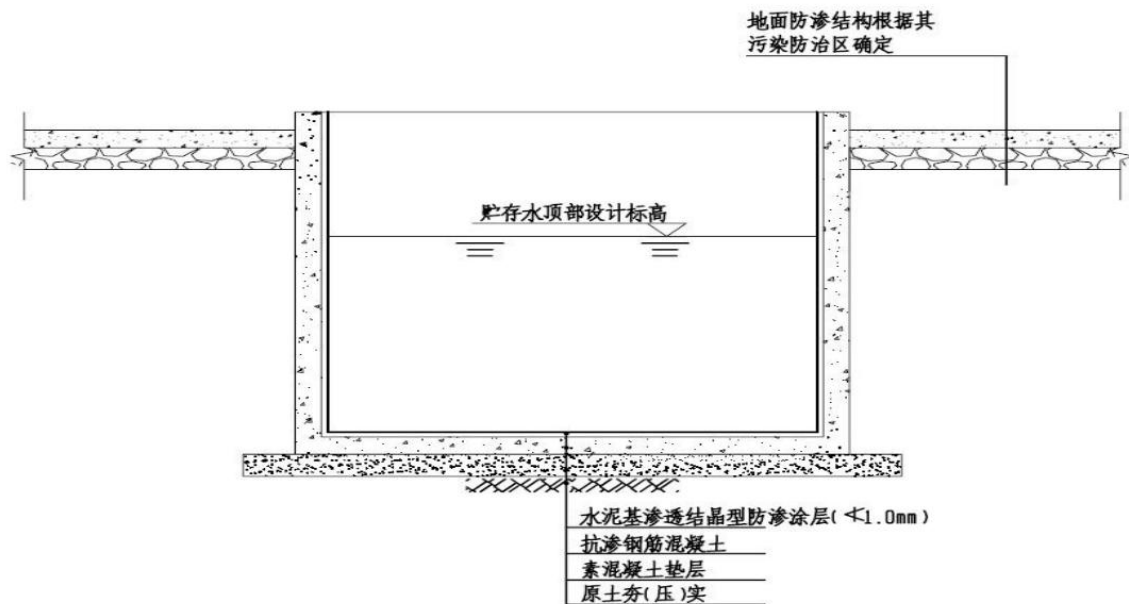 地面防渗结构根据其
污染防治区确定
贮存水顶部设计标高
水泥基渗透结晶型防渗涂层(≮1.0mm)
抗渗钢筋混凝土
素混凝土垫层
原土夯(压)实